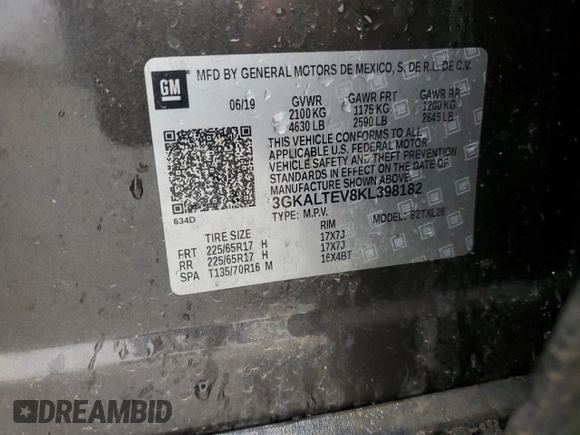 GM
MFD BY GENERAL MOTORS DE MEXICO, S. DE R.L. DE C.V.
06/19 GVWR GAWR FRT GAWR RR
2100 KG 1175 KG 1200 KG
4630 LB 2590 LB 2645 LB
THIS VEHICLE CONFORMS TO ALL
APPLICABLE U.S. FEDERAL MOTOR
VEHICLE SAFETY AND THEFT PREVENTION
STANDARDS IN EFFECT ON THE DATE OF
MANUFACTURE SHOWN ABOVE.
3GKALTEV8KL398182
634D TYPE: M.P.V. MODEL: 82TXL26
TIRE SIZE RIM
FRT 225/65R17 H 17X7J
RR 225/65R17 H 17X7J
SPA T135/70R16 M 16X4BT
DREAMBID